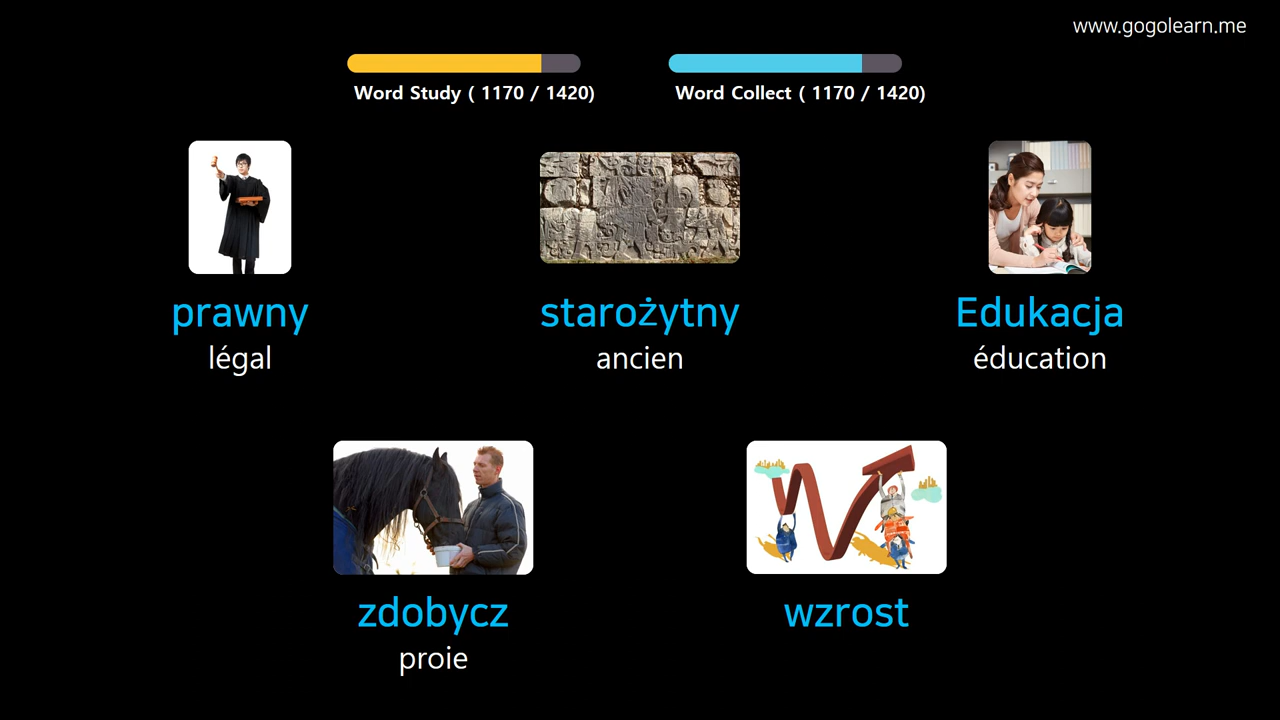 www.gogolearn.me
Word Study ( 1170 / 1420)
Word Collect ( 1170 / 1420)
prawny
légal
starożytny
ancien
Edukacja
éducation
zdobycz
proie
wzrost